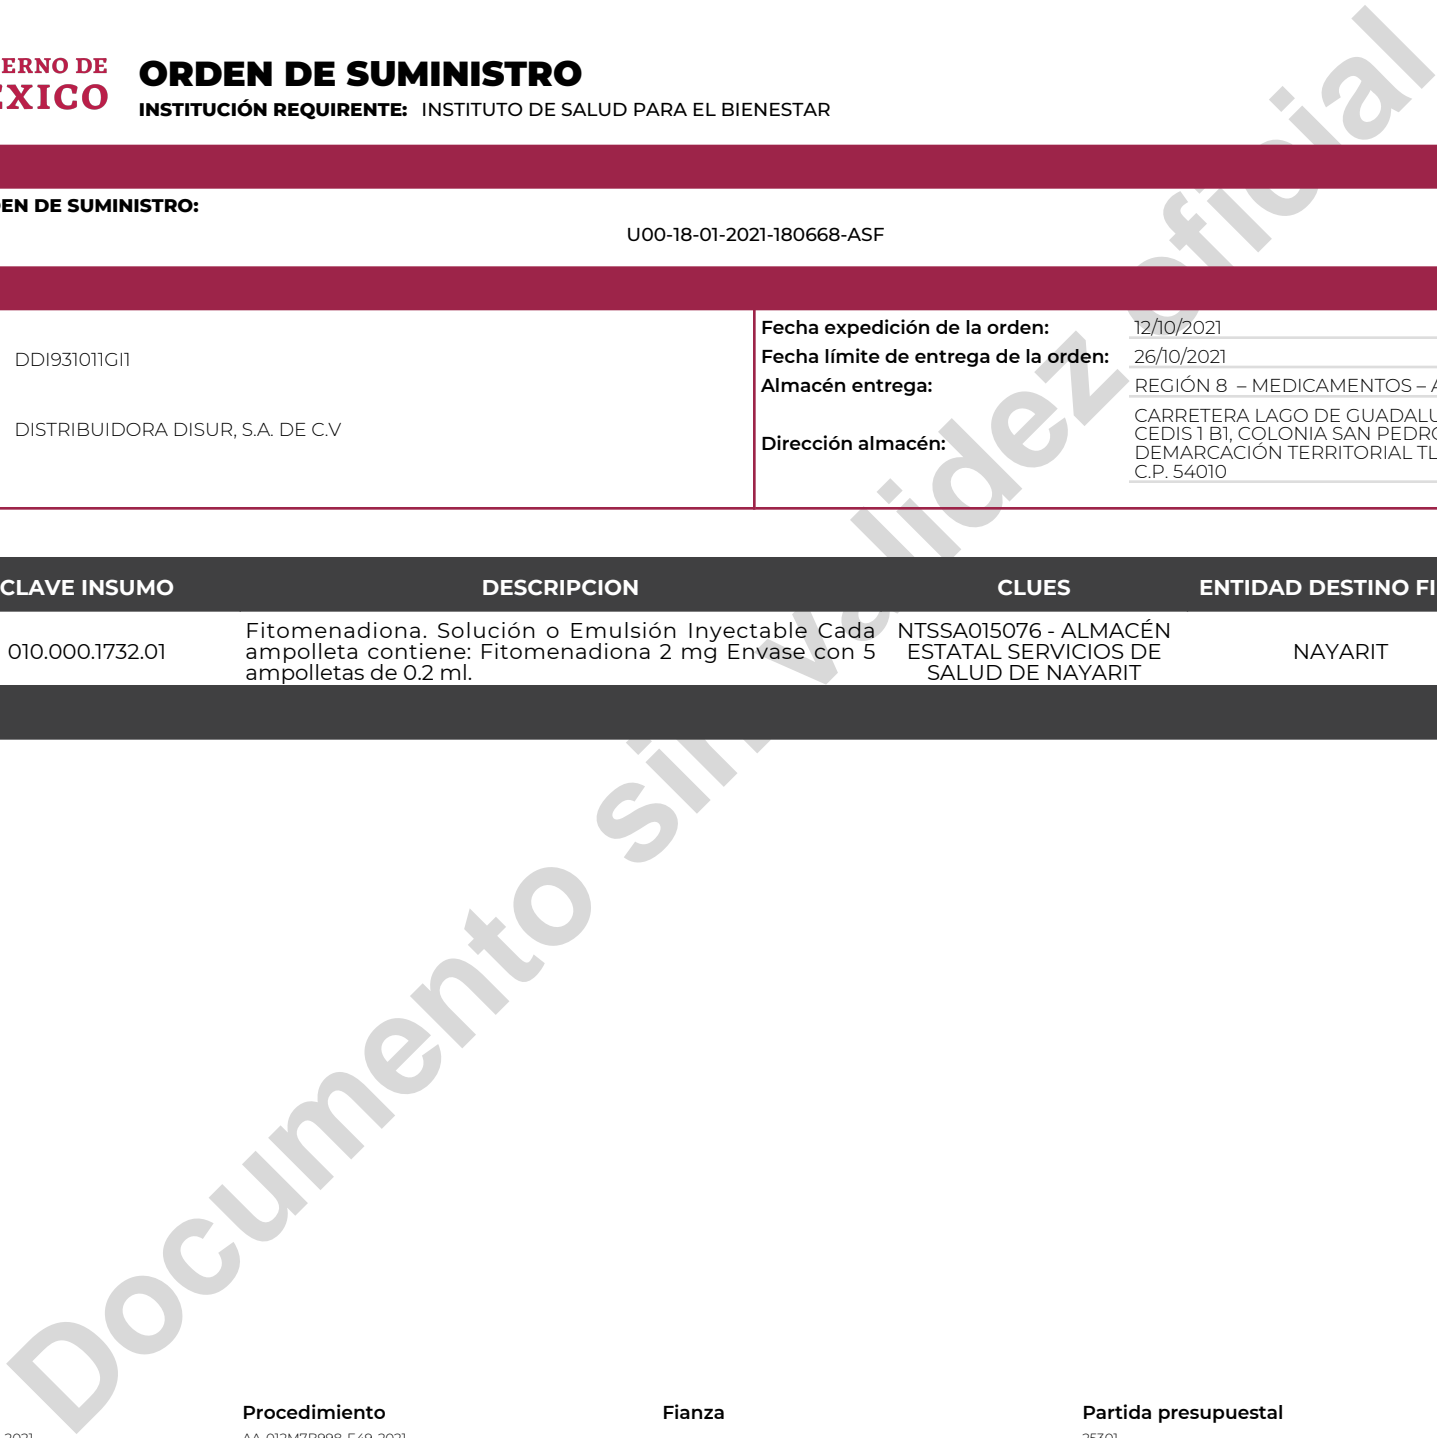 ERNO DE
ORDEN DE SUMINISTRO
EXICO
INSTITUCIÓN REQUIRENTE: INSTITUTO DE SALUD PARA EL BIENESTAR
EN DE SUMINISTRO:
U00-18-01-2021-180668-ASF
DDI931011GI1
DISTRIBUIDORA DISUR, S.A. DE C.V
Fecha expedición de la orden: 12/10/2021
Fecha límite de entrega de la orden: 26/10/2021
Almacén entrega: REGIÓN 8 – MEDICAMENTOS –
Dirección almacén:
CARRETERA LAGO DE GUADALU
CEDIS 1 B1, COLONIA SAN PEDRO
DEMARCACIÓN TERRITORIAL TL
C.P. 54010
CLAVE INSUMO DESCRIPCION CLUES ENTIDAD DESTINO FI
010.000.1732.01
Fitomenadiona. Solución o Emulsión Inyectable Cada
ampolleta contiene: Fitomenadiona 2 mg Envase con 5
ampolletas de 0.2 ml.
NTSSA015076 - ALMACÉN
ESTATAL SERVICIOS DE
SALUD DE NAYARIT
NAYARIT
Documento sin validez oficial
Procedimiento Fianza Partida presupuestal